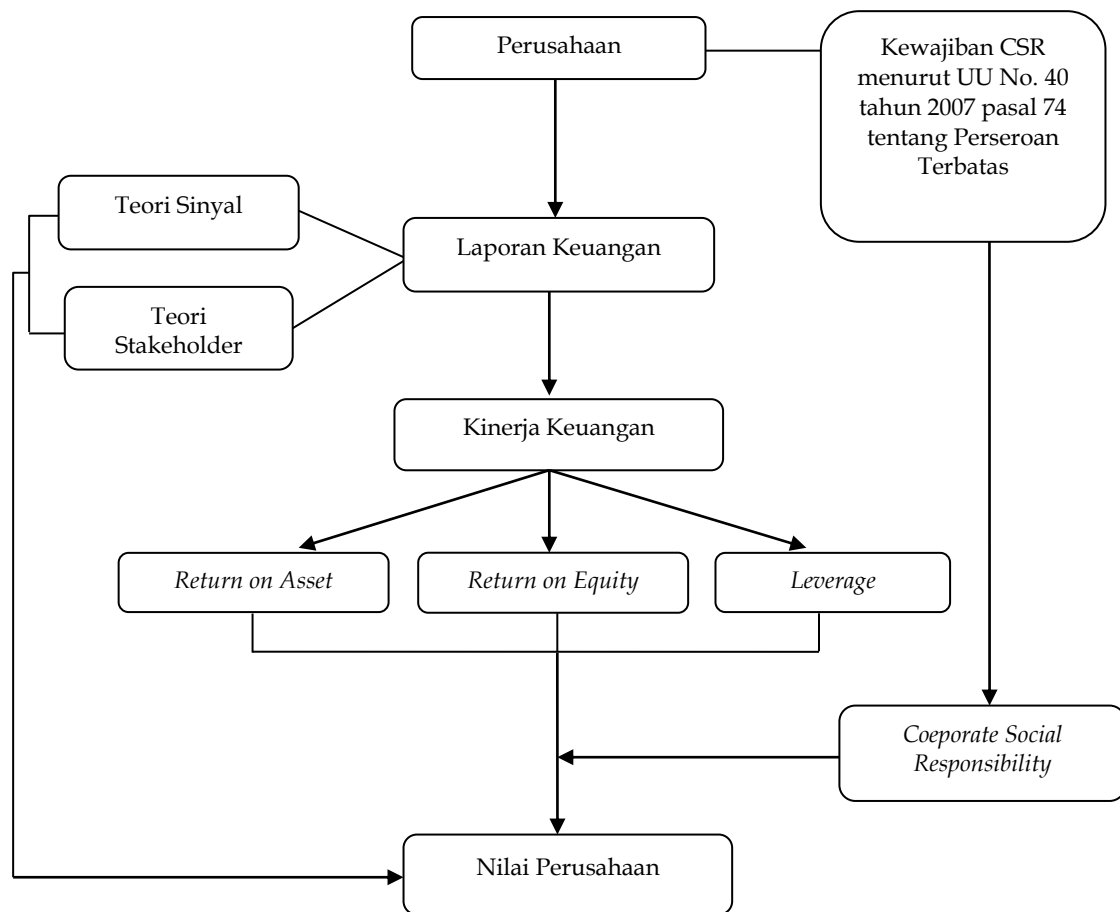 Perusahaan
Kewajiban CSR
menurut UU No. 40
tahun 2007 pasal 74
tentang Perseroan
Terbatas
Teori Sinyal
Laporan Keuangan
Teori
Stakeholder
Kinerja Keuangan
Return on Asset
Return on Equity
Leverage
Coeporate Social
Responsibility
Nilai Perusahaan